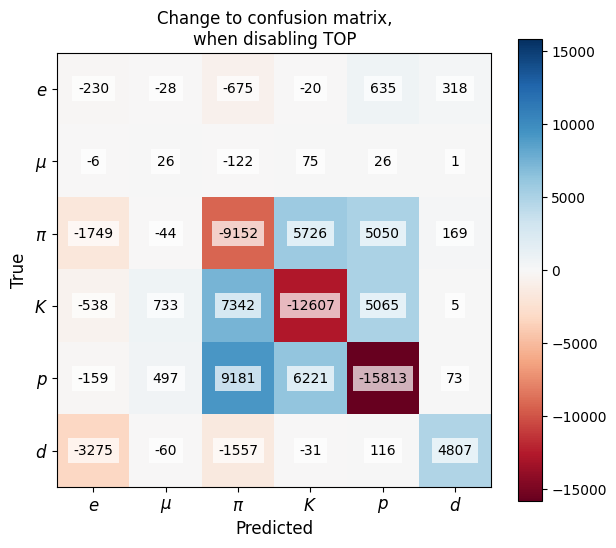 Change to confusion matrix,
when disabling TOP
e -230 -28 -675 -20 635 318
μ -6 26 -122 75 26 1
π -1749 -44 -9152 5726 5050 169
K -538 733 7342 -12607 5065 5
p -159 497 9181 6221 -15813 73
d -3275 -60 -1557 -31 116 4807
e μ π K p d
Predicted
True
15000
10000
5000
0
−5000
−10000
−15000